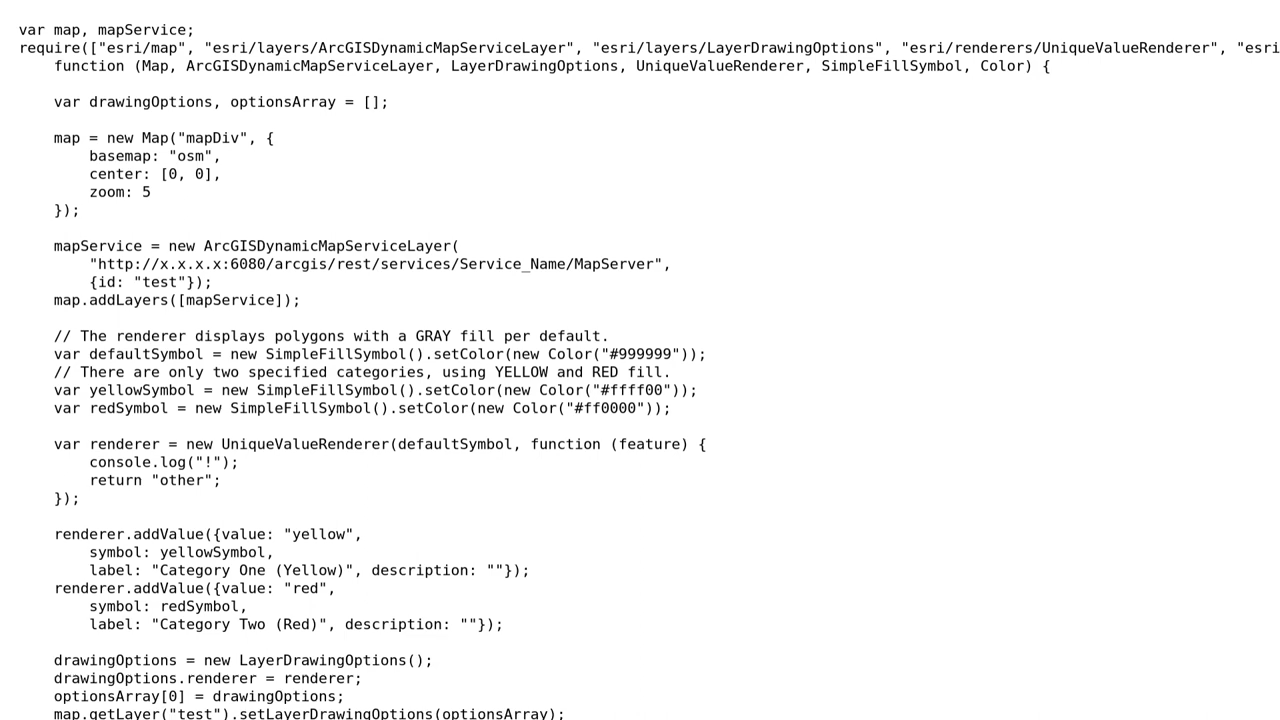 var map, mapService;
require(["esri/map", "esri/layers/ArcGISDynamicMapServiceLayer", "esri/layers/LayerDrawingOptions", "esri/renderers/UniqueValueRenderer", "esri
    function (Map, ArcGISDynamicMapServiceLayer, LayerDrawingOptions, UniqueValueRenderer, SimpleFillSymbol, Color) {
    var drawingOptions, optionsArray = [];
    map = new Map("mapDiv", {
        basemap: "osm",
        center: [0, 0],
        zoom: 5
    });
    mapService = new ArcGISDynamicMapServiceLayer(
        "http://x.x.x.x:6080/arcgis/rest/services/Service_Name/MapServer",
        {id: "test"});
    map.addLayers([mapService]);
    // The renderer displays polygons with a GRAY fill per default.
    var defaultSymbol = new SimpleFillSymbol().setColor(new Color("#999999"));
    // There are only two specified categories, using YELLOW and RED fill.
    var yellowSymbol = new SimpleFillSymbol().setColor(new Color("#ffff00"));
    var redSymbol = new SimpleFillSymbol().setColor(new Color("#ff0000"));
    var renderer = new UniqueValueRenderer(defaultSymbol, function (feature) {
        console.log("!");
        return "other";
    });
    renderer.addValue({value: "yellow",
        symbol: yellowSymbol,
        label: "Category One (Yellow)", description: ""});
    renderer.addValue({value: "red",
        symbol: redSymbol,
        label: "Category Two (Red)", description: ""});
    drawingOptions = new LayerDrawingOptions();
    drawingOptions.renderer = renderer;
    optionsArray[0] = drawingOptions;
    map.getLayer("test").setLayerDrawingOptions(optionsArray);